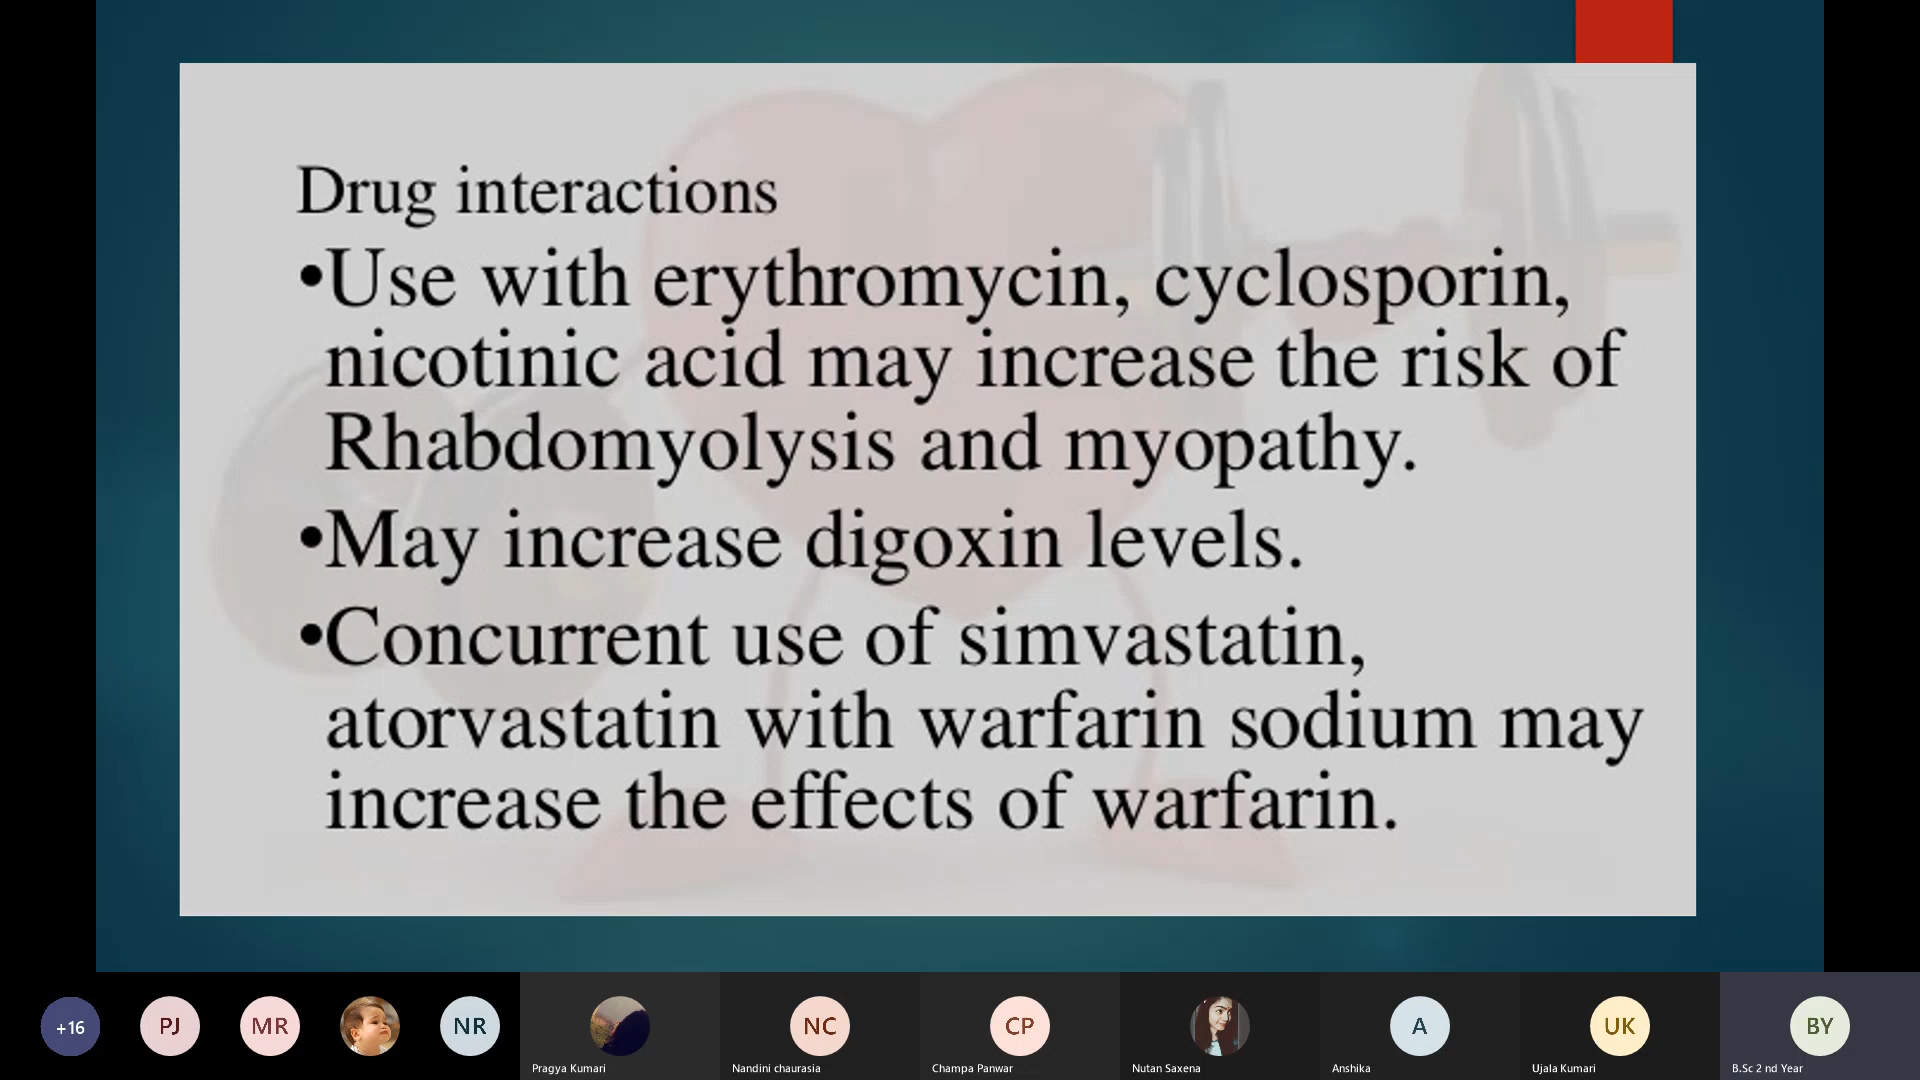 Drug interactions
•Use with erythromycin, cyclosporin,
nicotinic acid may increase the risk of
Rhabdomyolysis and myopathy.
•May increase digoxin levels.
•Concurrent use of simvastatin,
atorvastatin with warfarin sodium may
increase the effects of warfarin.
+16
PJ
MR
NR
Pragya Kumari
NC
Nandini chaurasia
CP
Champa Panwar
Nutan Saxena
A
Anshika
UK
Ujala Kumari
BY
B.Sc 2 nd Year